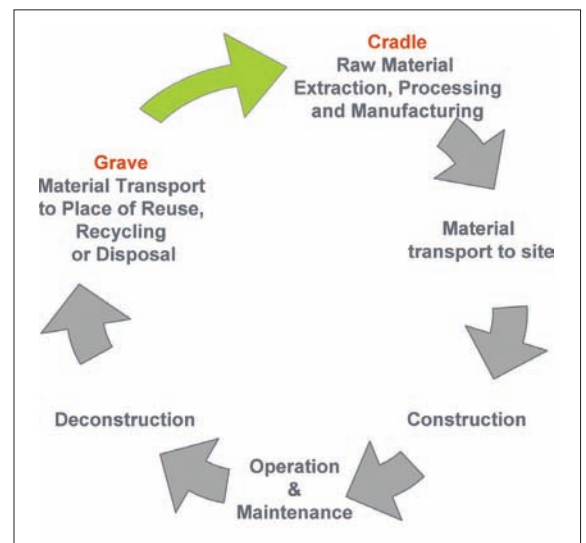 Cradle
Raw Material
Extraction, Processing
and Manufacturing
Material
transport to site
Construction
Operation
&
Maintenance
Deconstruction
Grave
Material Transport
to Place of Reuse,
Recycling
or Disposal